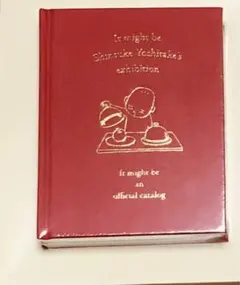 It might be
Shinsuke Yoshitake's
exhibition
It might be
an
official catalog